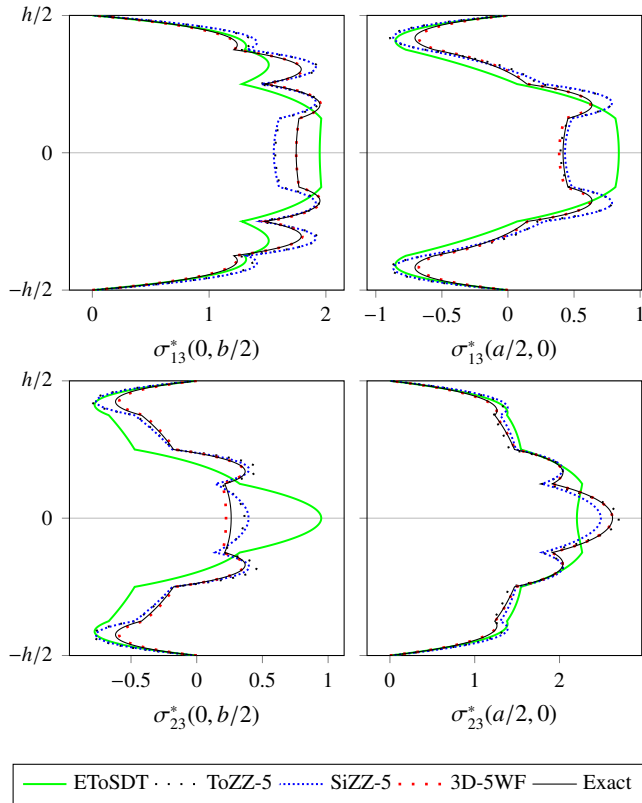 h/2
0
−h/2
0 1 2
σ*13(0, b/2)
−1 −0.5 0 0.5 1
σ*13(a/2, 0)
h/2
0
−h/2
−0.5 0 0.5 1
σ*23(0, b/2)
0 1 2
σ*23(a/2, 0)
EToSDT ToZZ-5 SiZZ-5 3D-5WF Exact